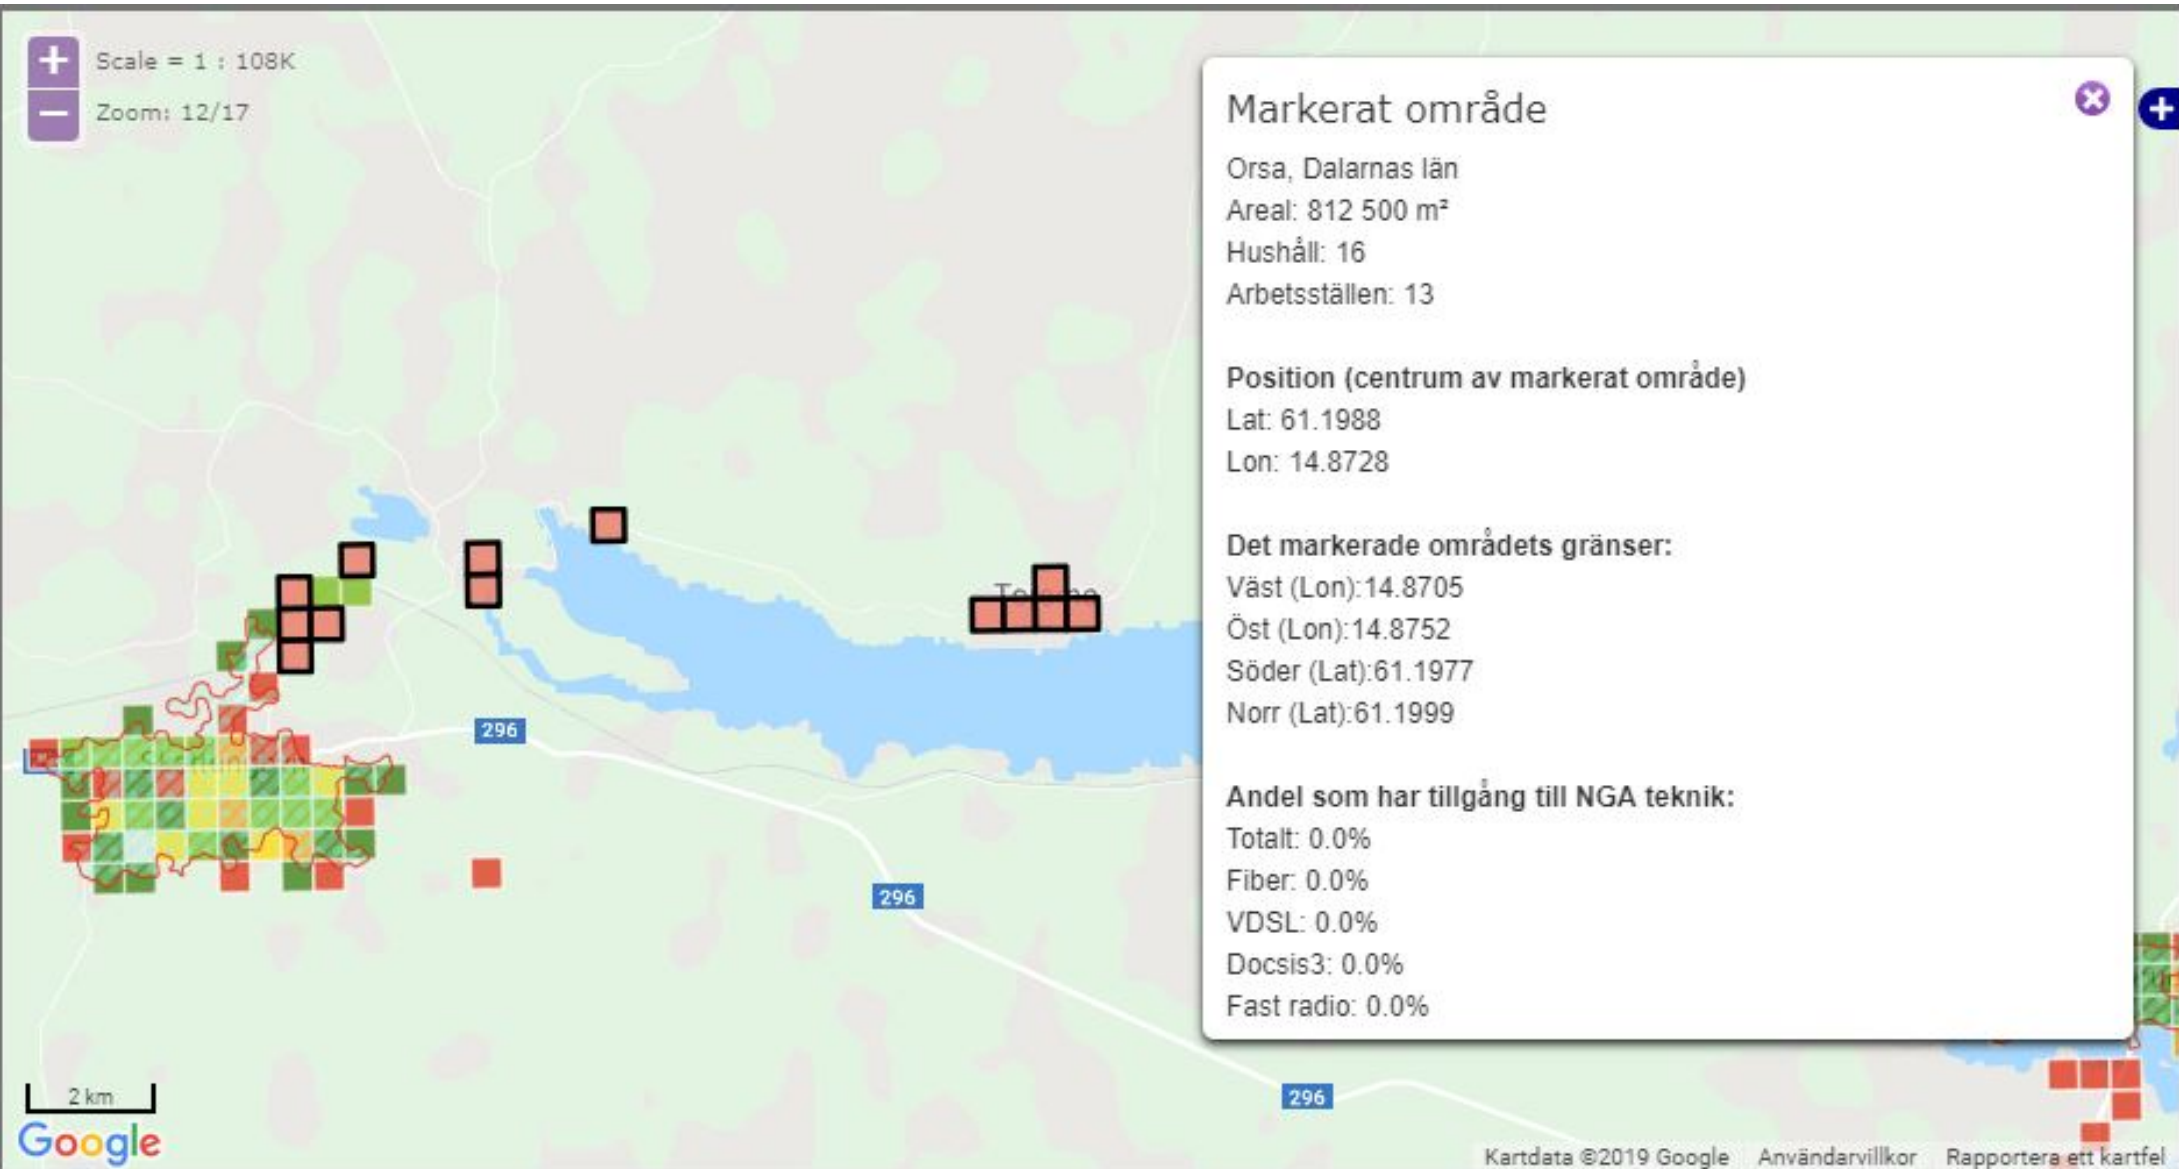 Scale = 1 : 108K
Zoom: 12/17
Markerat område
Orsa, Dalarnas län
Areal: 812 500 m²
Hushåll: 16
Arbetsställen: 13
Position (centrum av markerat område)
Lat: 61.1988
Lon: 14.8728
Det markerade områdets gränser:
Väst (Lon):14.8705
Öst (Lon):14.8752
Söder (Lat):61.1977
Norr (Lat):61.1999
Andel som har tillgång till NGA teknik:
Totalt: 0.0%
Fiber: 0.0%
VDSL: 0.0%
Docsis3: 0.0%
Fast radio: 0.0%
296
296
296
2 km
Google
Kartdata ©2019 Google
Användarvillkor
Rapportera ett kartfel